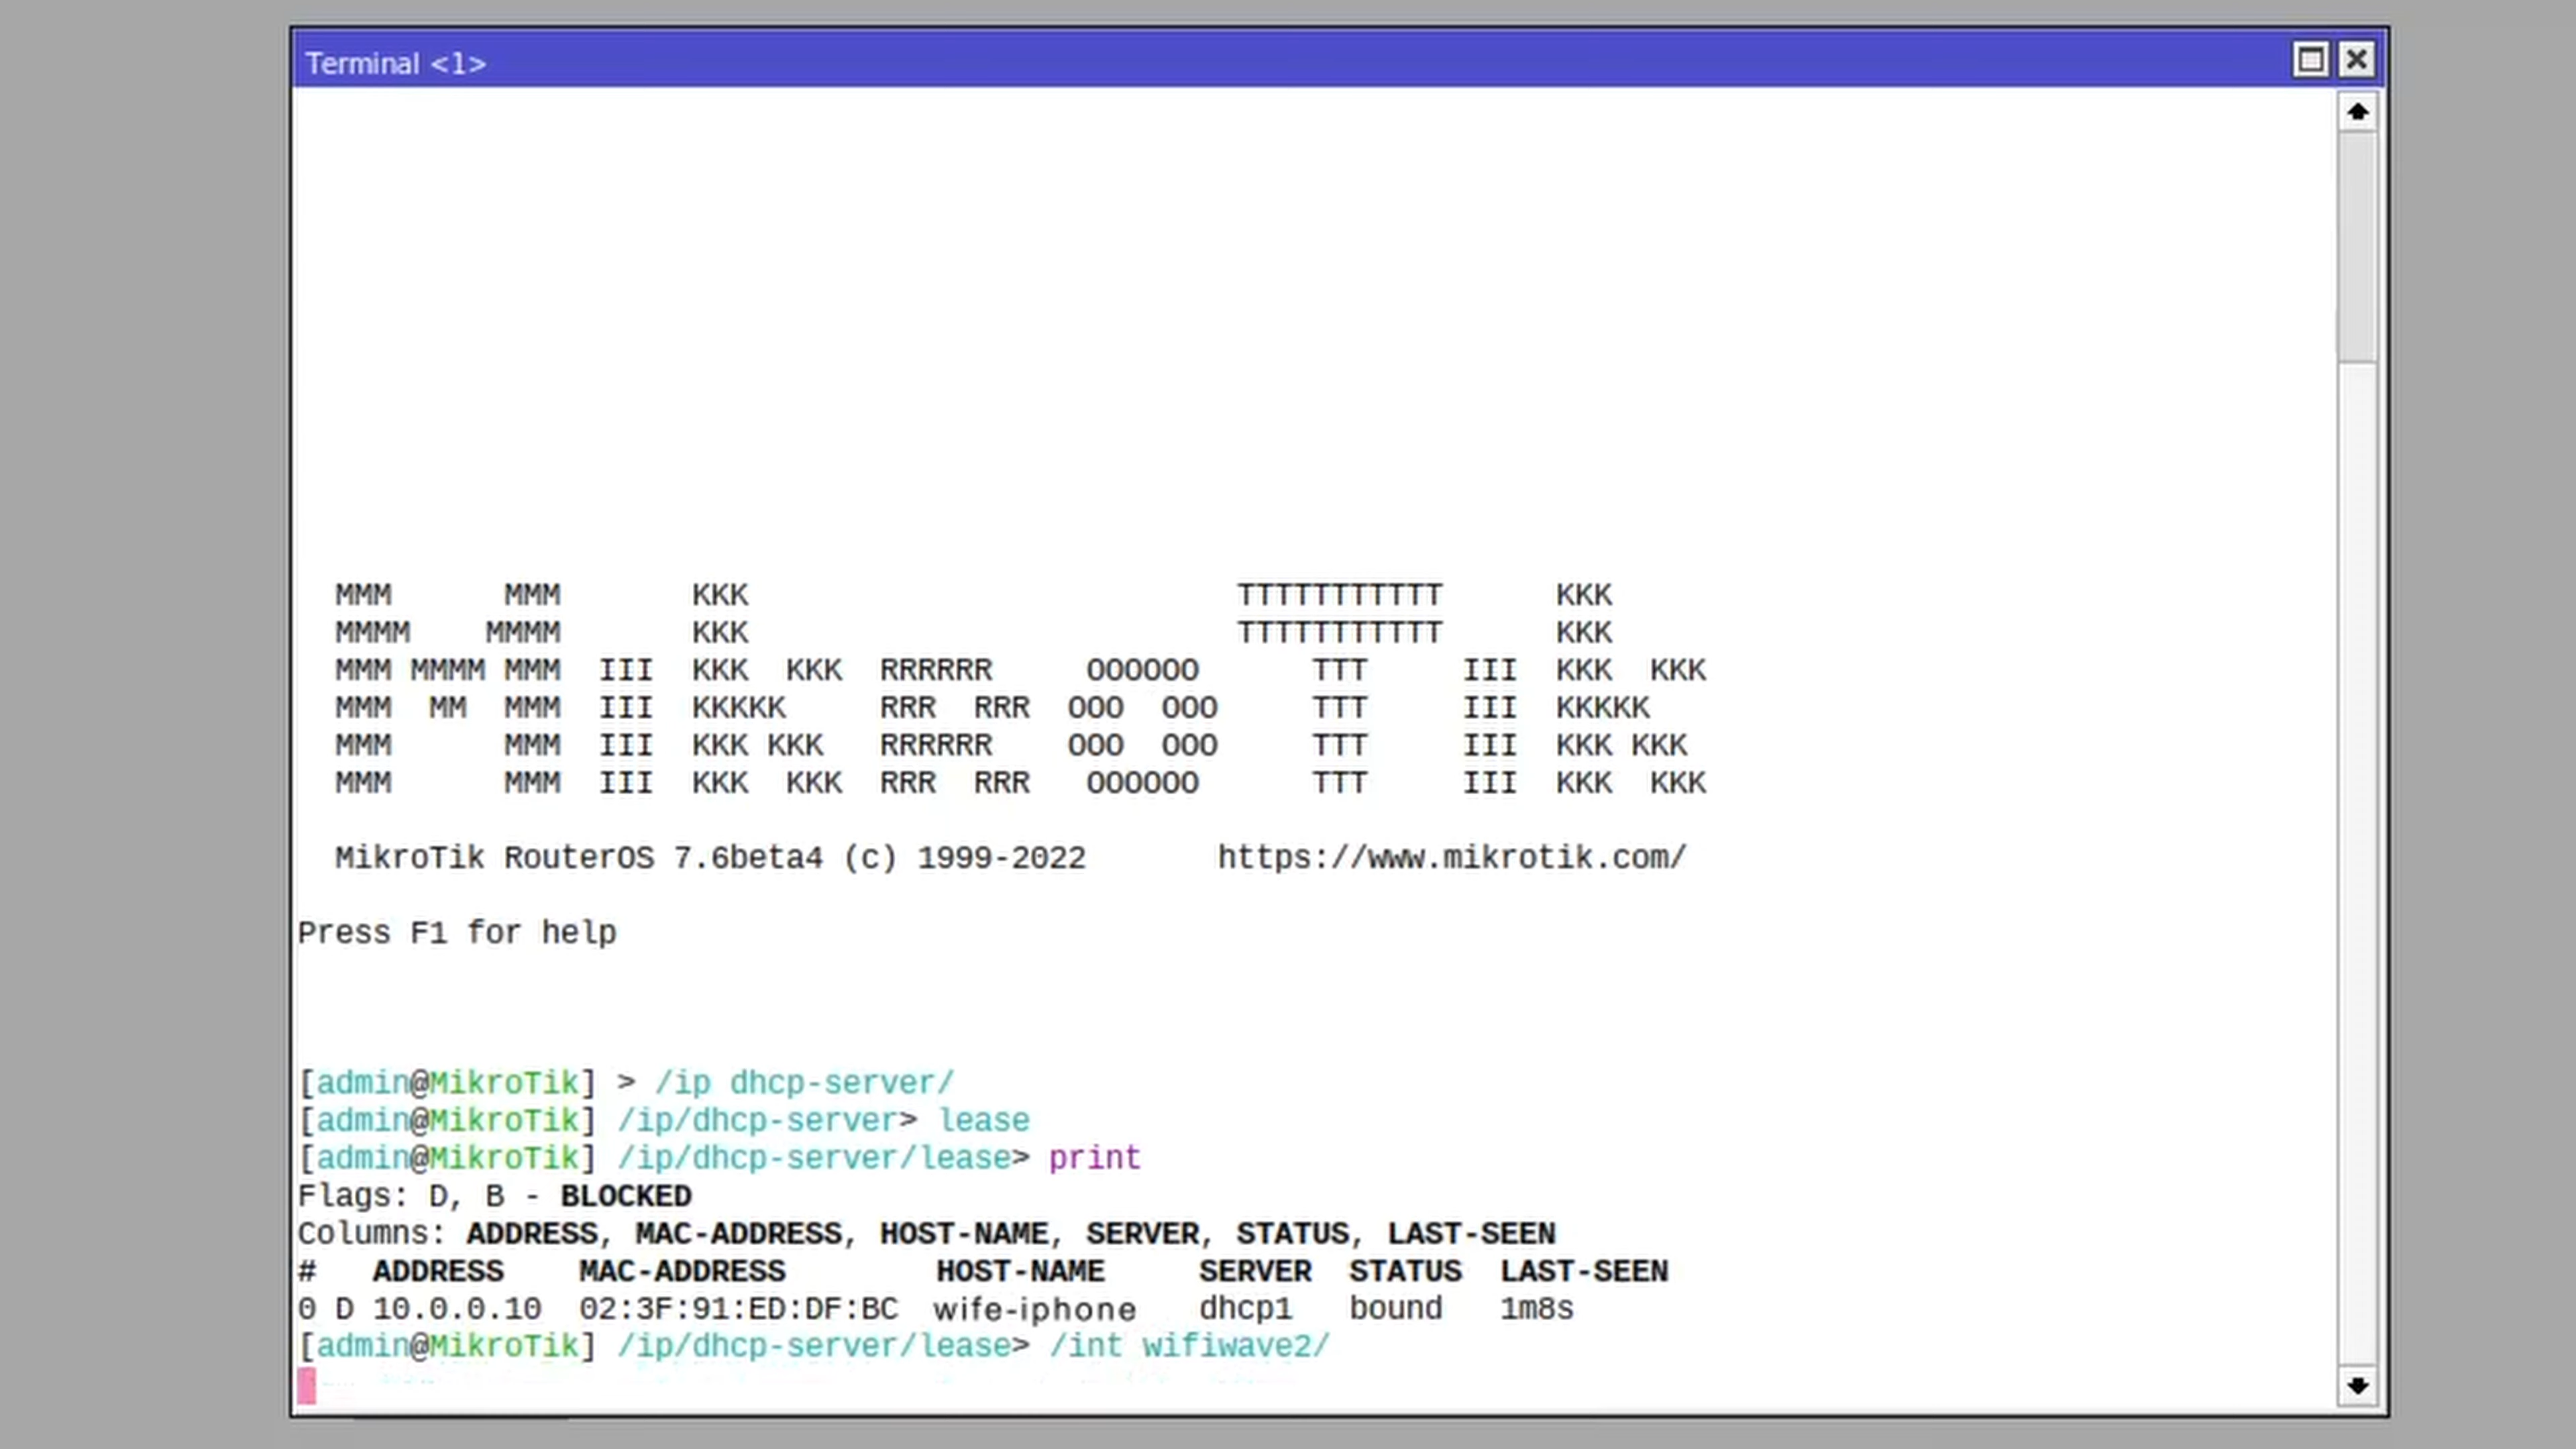 Terminal <1>
MMM      MMM       KKK                          TTTTTTTTTTT      KKK
MMMM    MMMM       KKK                          TTTTTTTTTTT      KKK
MMM MMMM MMM  III  KKK  KKK  RRRRRR     OOOOOO      TTT     III  KKK  KKK
MMM  MM  MMM  III  KKKKK     RRR  RRR  OOO  OOO     TTT     III  KKKKK
MMM      MMM  III  KKK KKK   RRRRRR    OOO  OOO     TTT     III  KKK KKK
MMM      MMM  III  KKK  KKK  RRR  RRR   OOOOOO      TTT     III  KKK  KKK
MikroTik RouterOS 7.6beta4 (c) 1999-2022       https://www.mikrotik.com/
Press F1 for help
[admin@MikroTik] > /ip dhcp-server/
[admin@MikroTik] /ip/dhcp-server> lease
[admin@MikroTik] /ip/dhcp-server/lease> print
Flags: D, B - BLOCKED
Columns: ADDRESS, MAC-ADDRESS, HOST-NAME, SERVER, STATUS, LAST-SEEN
#   ADDRESS    MAC-ADDRESS        HOST-NAME     SERVER  STATUS  LAST-SEEN
0 D 10.0.0.10  02:3F:91:ED:DF:BC  wife-iphone   dhcp1   bound   1m8s
[admin@MikroTik] /ip/dhcp-server/lease> /int wifiwave2/